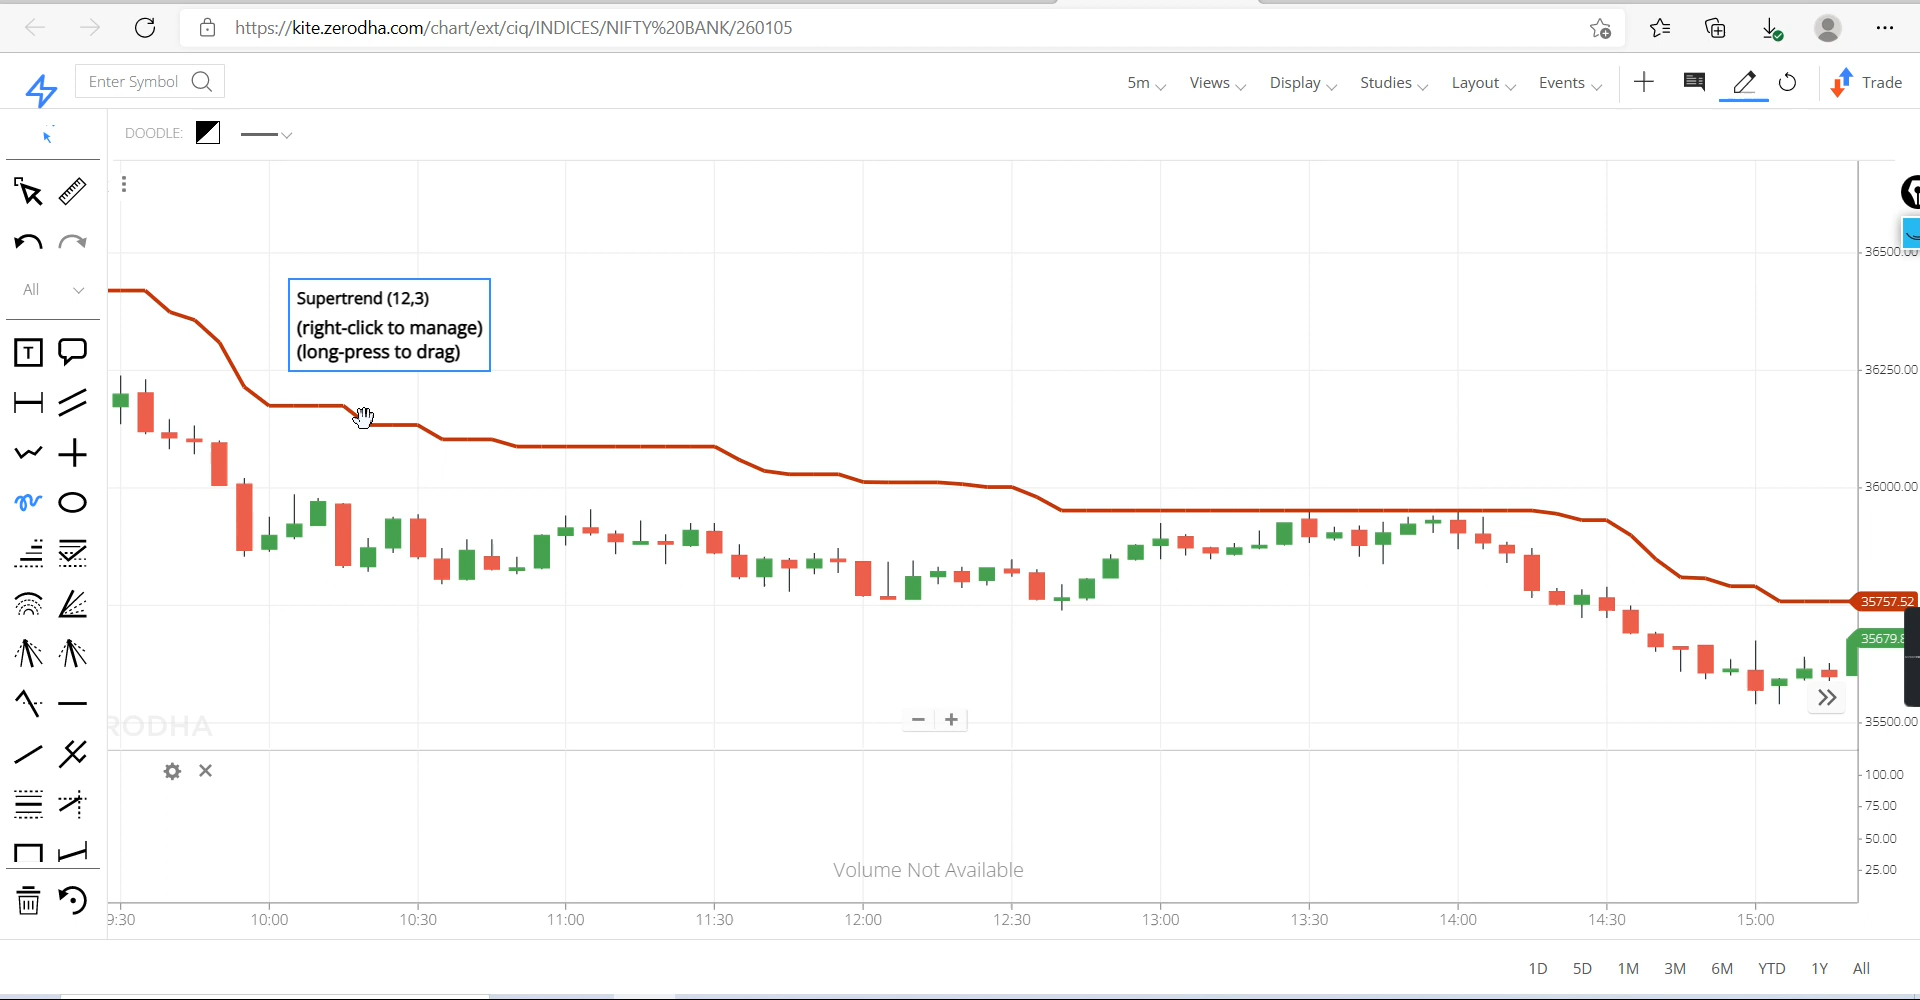 https://kite.zerodha.com/chart/ext/ciq/INDICES/NIFTY%20BANK/260105
Enter Symbol
5m Views Display Studies Layout Events Trade
DOODLE:
All
T
Supertrend (12,3)
(right-click to manage)
(long-press to drag)
36500.00
36250.00
36000.00
35757.52
35679.8
35500.00
RODHA
100.00
75.00
50.00
25.00
Volume Not Available
9:30 10:00 10:30 11:00 11:30 12:00 12:30 13:00 13:30 14:00 14:30 15:00
1D 5D 1M 3M 6M YTD 1Y All